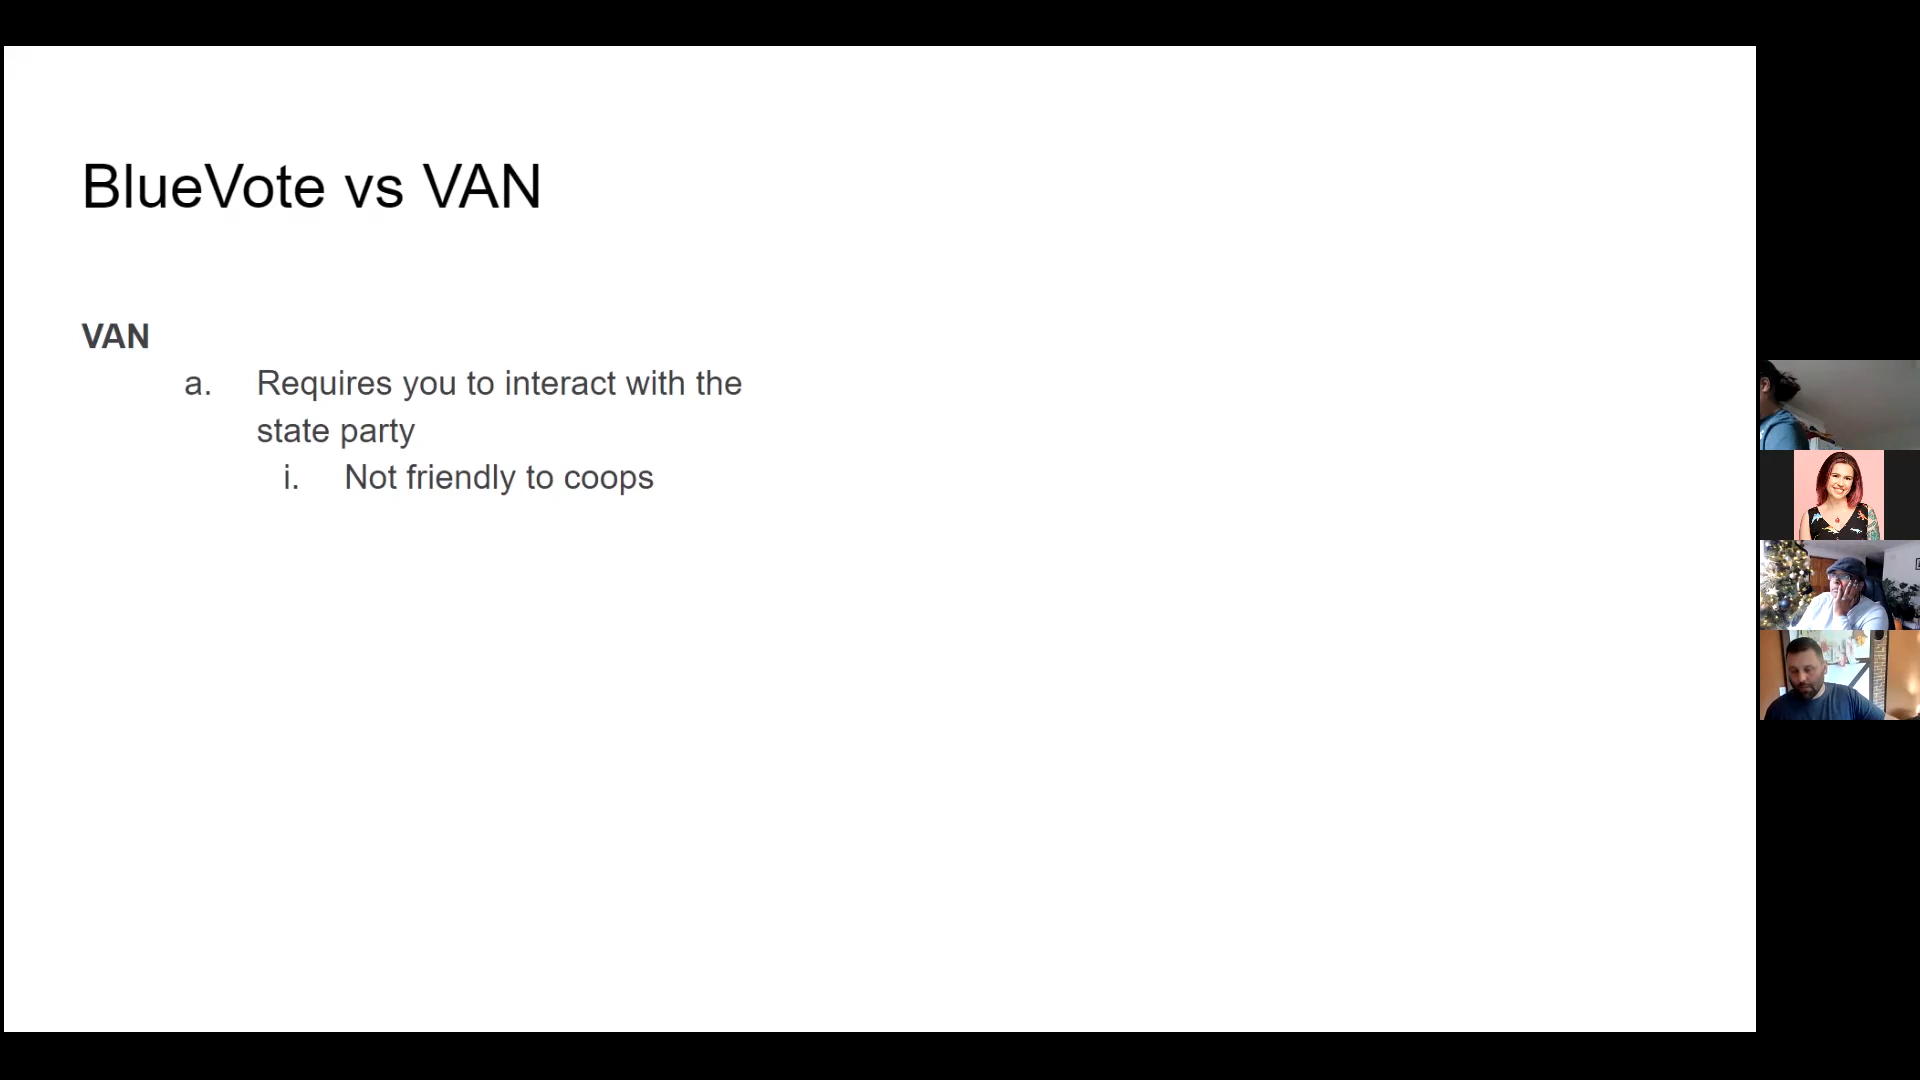 BlueVote vs VAN
VAN
a. Requires you to interact with the
state party
i. Not friendly to coops